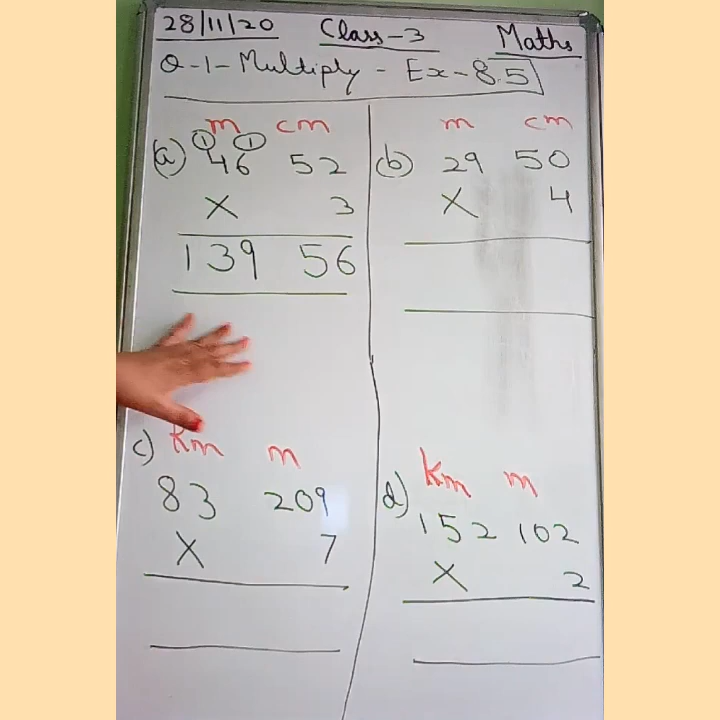 28/11/20 Class-3 Maths
Q-1-Multiply - Ex-8.5
m cm
1 1
(a) 46 52
X 3
139 56
m cm
(b) 29 50
X 4
c) Km m
83 209
X 7
Km m
d) 152 102
X 2